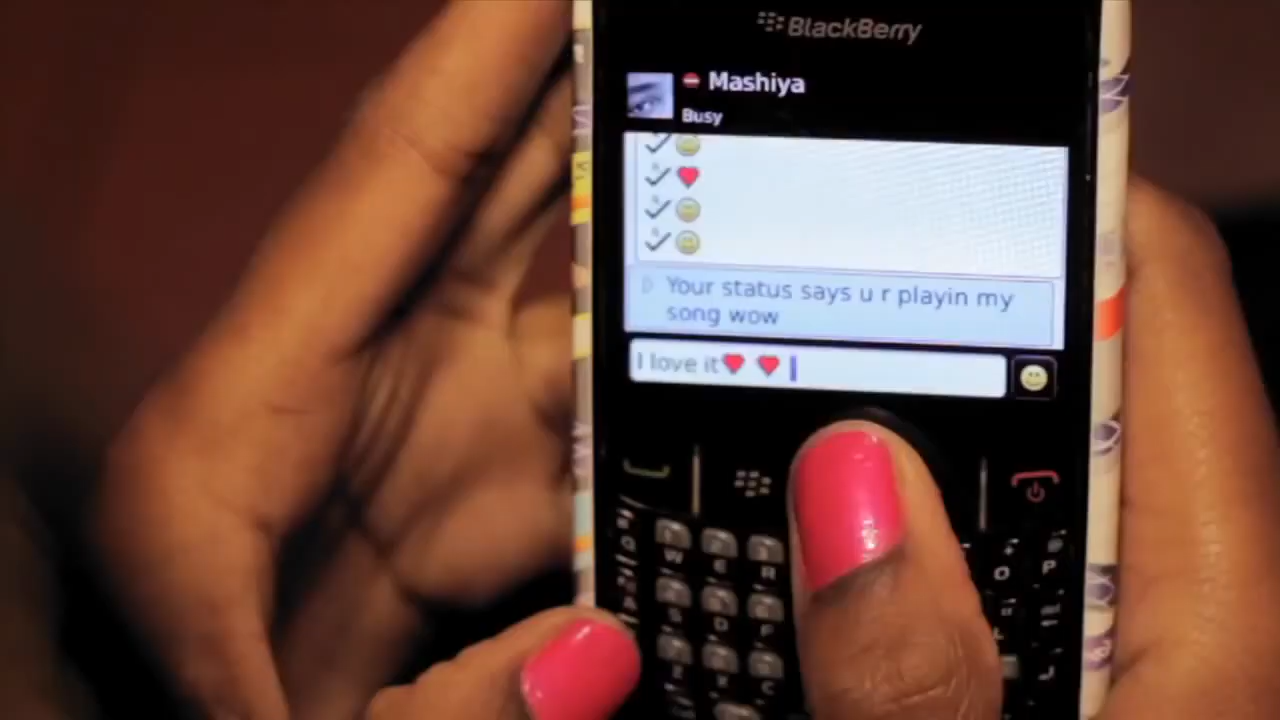 BlackBerry
Mashiya
Busy
Your status says u r playin my
song wow
I love it
Q W E R O P
A S D F L
Z X C